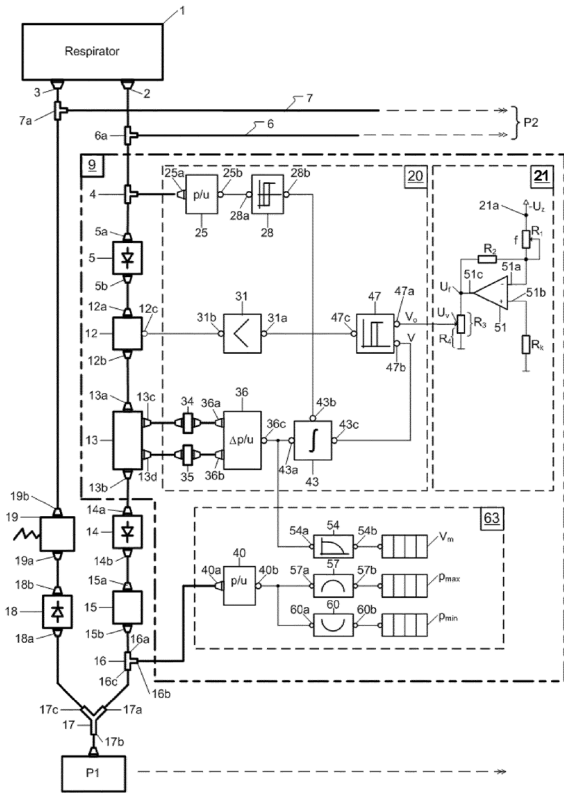 1
Respirator
3
2
7a
7
6a
6
P2
9
20
21
4
25a
25b
p/u
25
28a
28b
28
21a
-Uz
f
R1
R2
51c
51a
51b
51
Uf
Uv
R3
R4
Rk
5a
5
5b
12a
12
12c
12b
31b
31
31a
47c
47
47a
Vo
V
47b
13a
13c
13
13d
13b
34
35
36a
36
Δp/u
36b
36c
43a
43b
∫
43c
43
19b
19
19a
14a
14
14b
63
54a
54
54b
Vm
18b
18
18a
15a
15
15b
40a
40
p/u
40b
57a
57
57b
pmax
60a
60
60b
pmin
16a
16
16b
16c
17c
17a
17
17b
P1